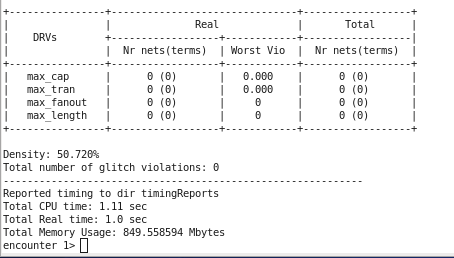 +----------------+-------------------------------+------------------+
|                |              Real             |       Total      |
|    DRVs        +------------------+------------+------------------+
|                |  Nr nets(terms)  | Worst Vio  |  Nr nets(terms)  |
+----------------+------------------+------------+------------------+
|   max_cap      |      0 (0)       |   0.000    |      0 (0)       |
|   max_tran     |      0 (0)       |   0.000    |      0 (0)       |
|   max_fanout   |      0 (0)       |     0      |      0 (0)       |
|   max_length   |      0 (0)       |     0      |      0 (0)       |
+----------------+------------------+------------+------------------+
Density: 50.720%
Total number of glitch violations: 0
------------------------------------------------------------
Reported timing to dir timingReports
Total CPU time: 1.11 sec
Total Real time: 1.0 sec
Total Memory Usage: 849.558594 Mbytes
encounter 1>